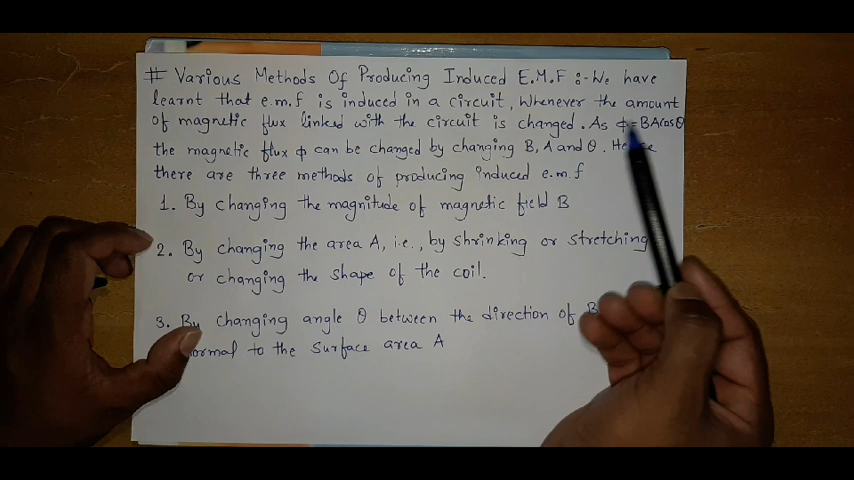 # Various Methods Of Producing Induced E.M.F :- We have
learnt that e.m.f is induced in a circuit, Whenever the amount
of magnetic flux linked with the circuit is changed. As ϕ=BAcosθ
the magnetic flux ϕ can be changed by changing B, A and θ.
there are three methods of producing induced e.m.f
1. By changing the magnitude of magnetic field B
2. By changing the area A, i.e., by shrinking or stretching
or changing the shape of the coil.
3. By changing angle θ between the direction of B
to the surface area A